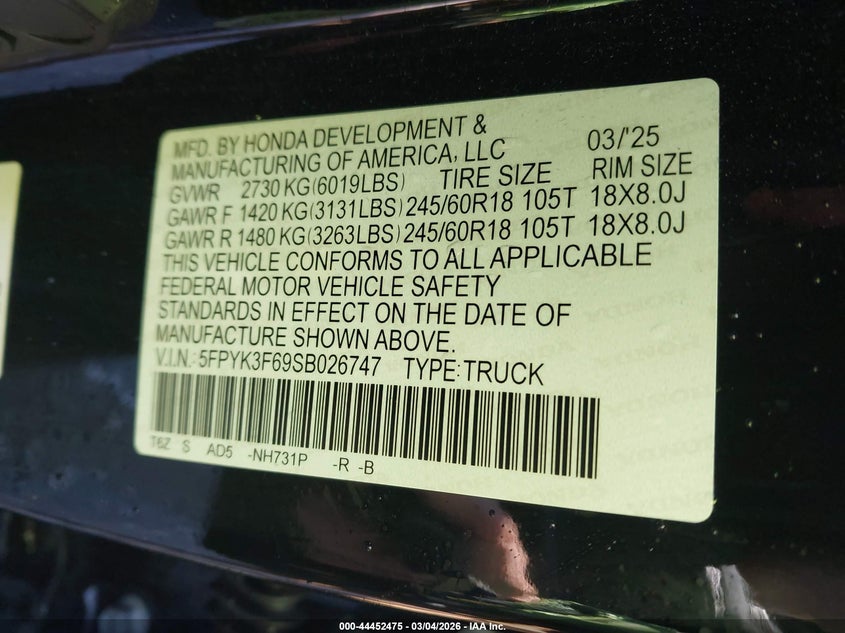 MFD. BY HONDA DEVELOPMENT &
MANUFACTURING OF AMERICA, LLC 03/'25
GVWR 2730 KG(6019LBS) TIRE SIZE RIM SIZE
GAWR F 1420 KG(3131LBS) 245/60R18 105T 18X8.0J
GAWR R 1480 KG(3263LBS) 245/60R18 105T 18X8.0J
THIS VEHICLE CONFORMS TO ALL APPLICABLE
FEDERAL MOTOR VEHICLE SAFETY
STANDARDS IN EFFECT ON THE DATE OF
MANUFACTURE SHOWN ABOVE.
V.I.N.: 5FPYK3F69SB026747 TYPE:TRUCK
T6Z S AD5 -NH731P -R -B
000-44452475 - 03/04/2026 - IAA Inc.